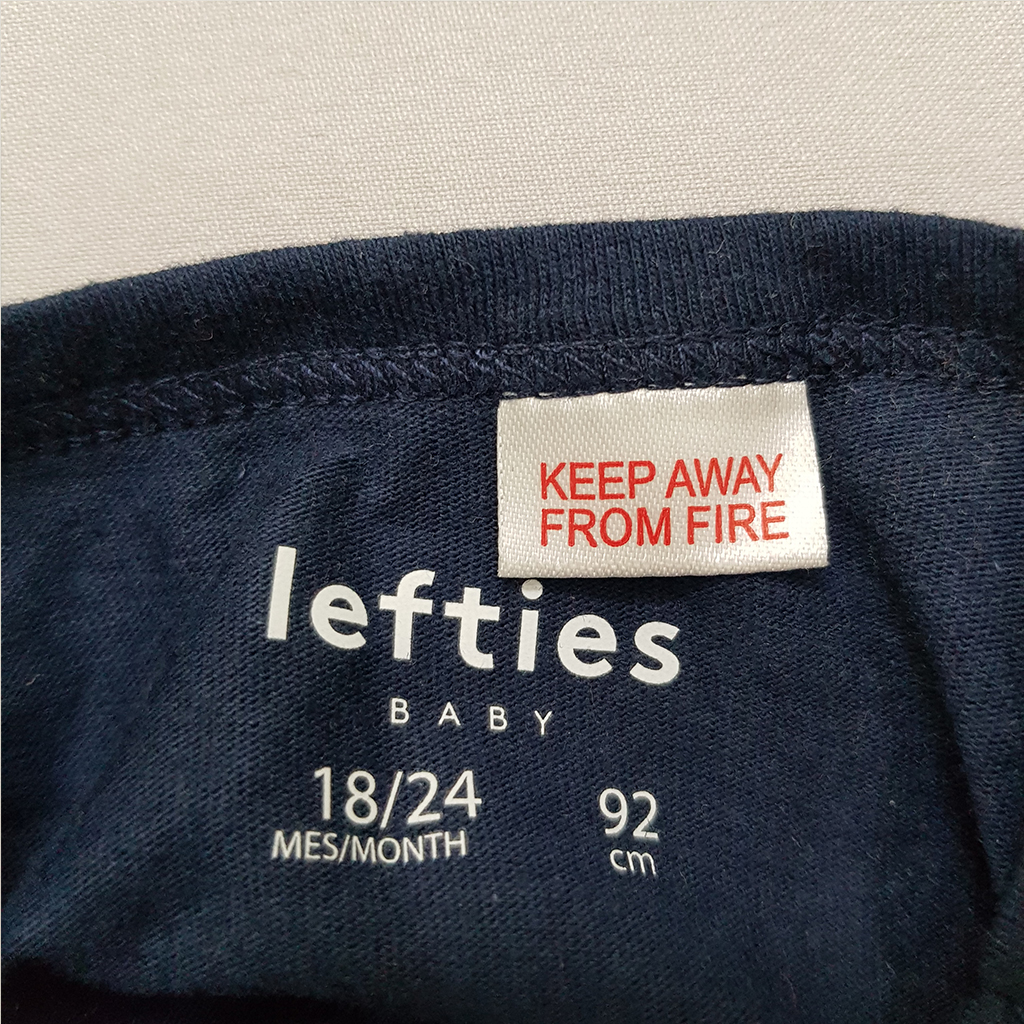 KEEP AWAY
FROM FIRE
lefties
BABY
18/24
MES/MONTH
92
cm